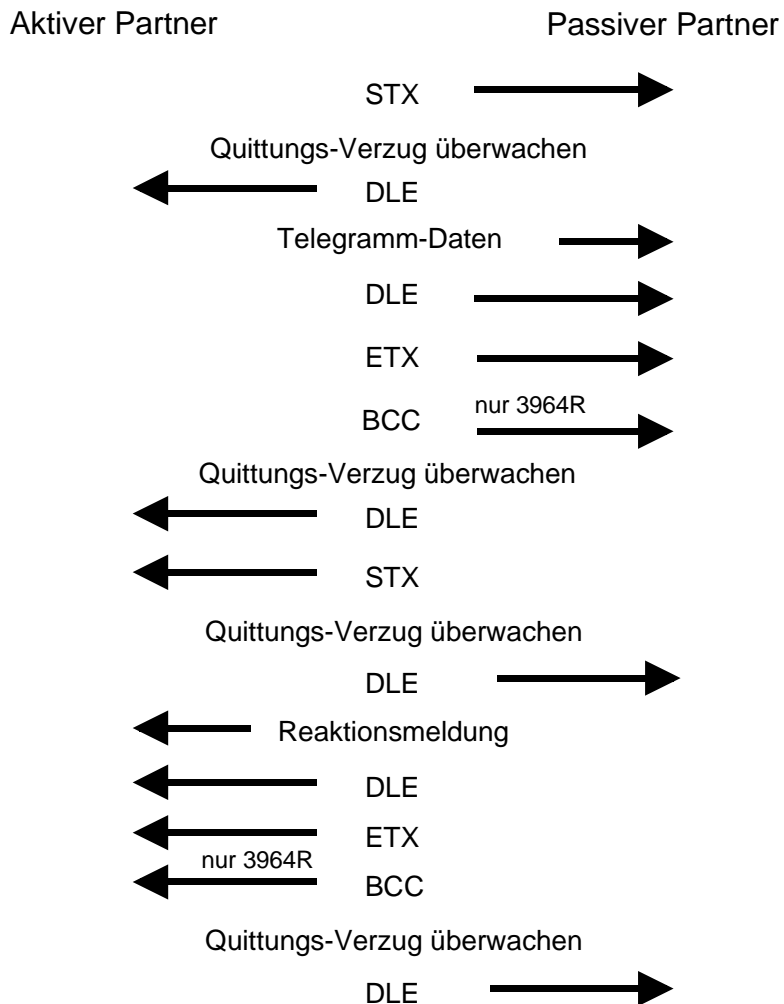 Aktiver Partner Passiver Partner
STX
Quittungs-Verzug überwachen
DLE
Telegramm-Daten
DLE
ETX
nur 3964R
BCC
Quittungs-Verzug überwachen
DLE
STX
Quittungs-Verzug überwachen
DLE
Reaktionsmeldung
DLE
ETX
nur 3964R
BCC
Quittungs-Verzug überwachen
DLE